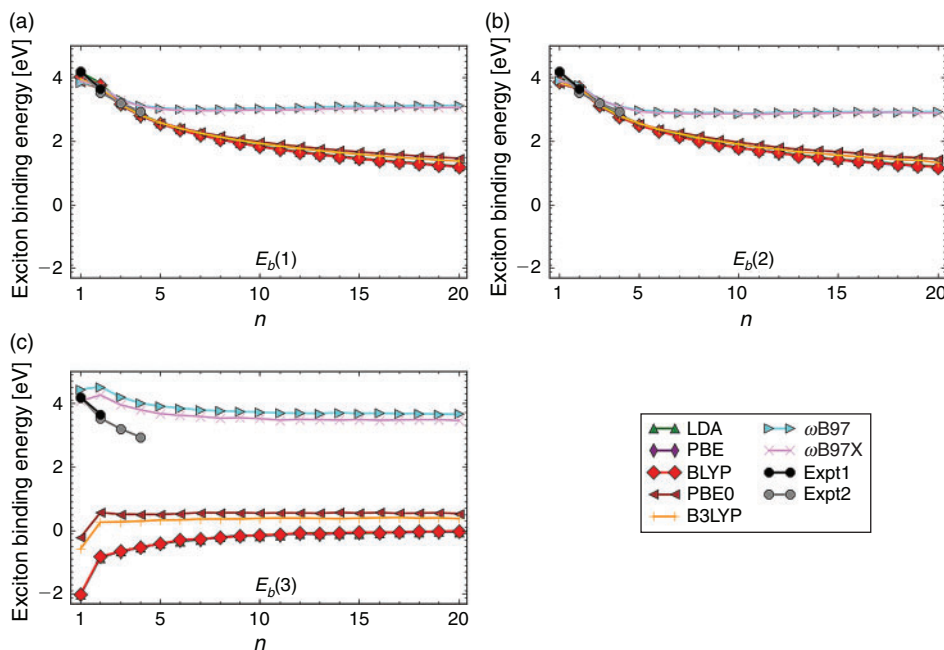 (a)
Exciton binding energy [eV]
4
2
0
−2
E_b(1)
1 5 10 15 20
n
(b)
Exciton binding energy [eV]
4
2
0
−2
E_b(2)
1 5 10 15 20
n
(c)
Exciton binding energy [eV]
4
2
0
−2
E_b(3)
1 5 10 15 20
n
LDA
PBE
BLYP
PBE0
B3LYP
ωB97
ωB97X
Expt1
Expt2